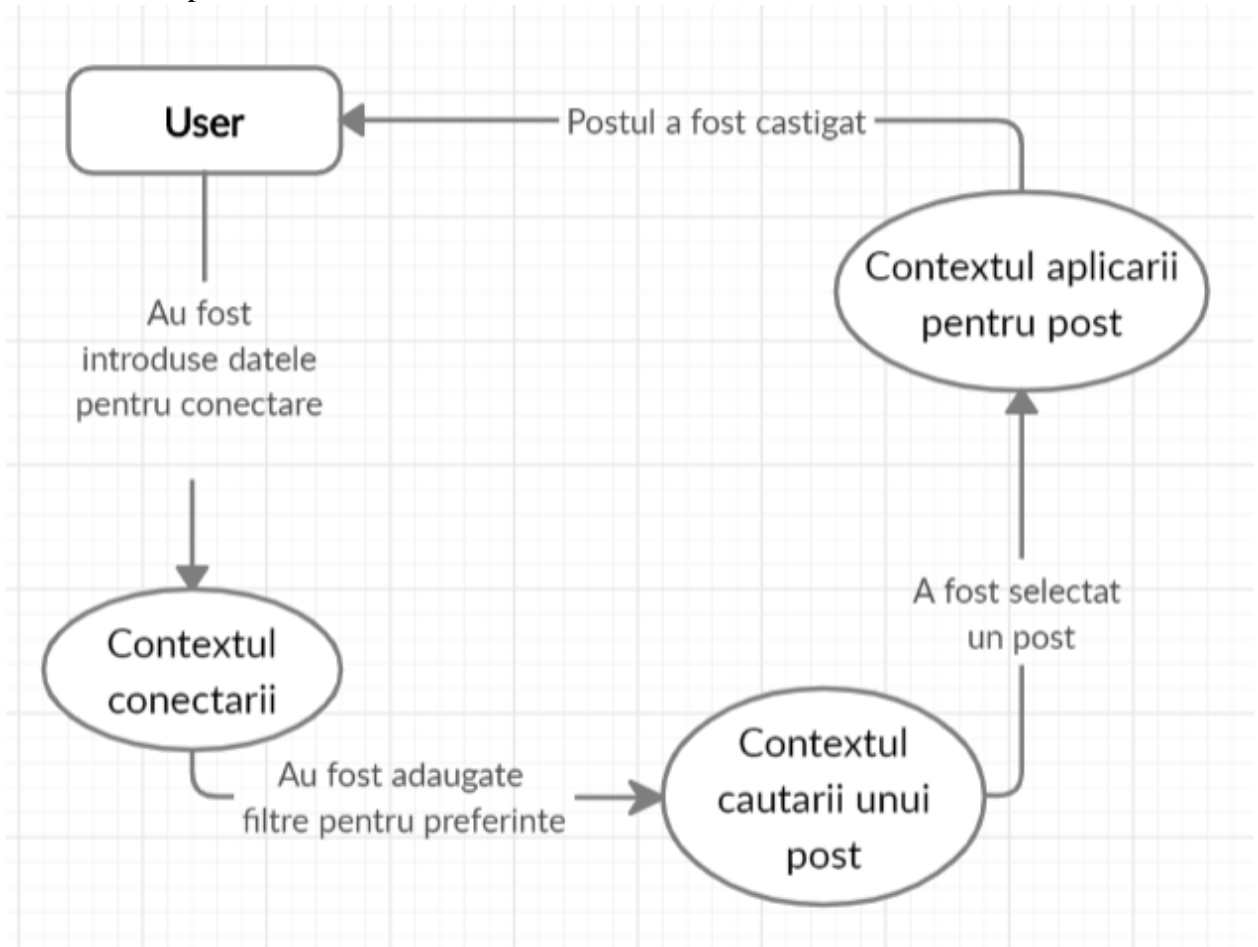 User
Postul a fost castigat
Contextul aplicarii
pentru post
Au fost
introduse datele
pentru conectare
A fost selectat
un post
Contextul
conectarii
Au fost adaugate
filtre pentru preferinte
Contextul
cautarii unui
post